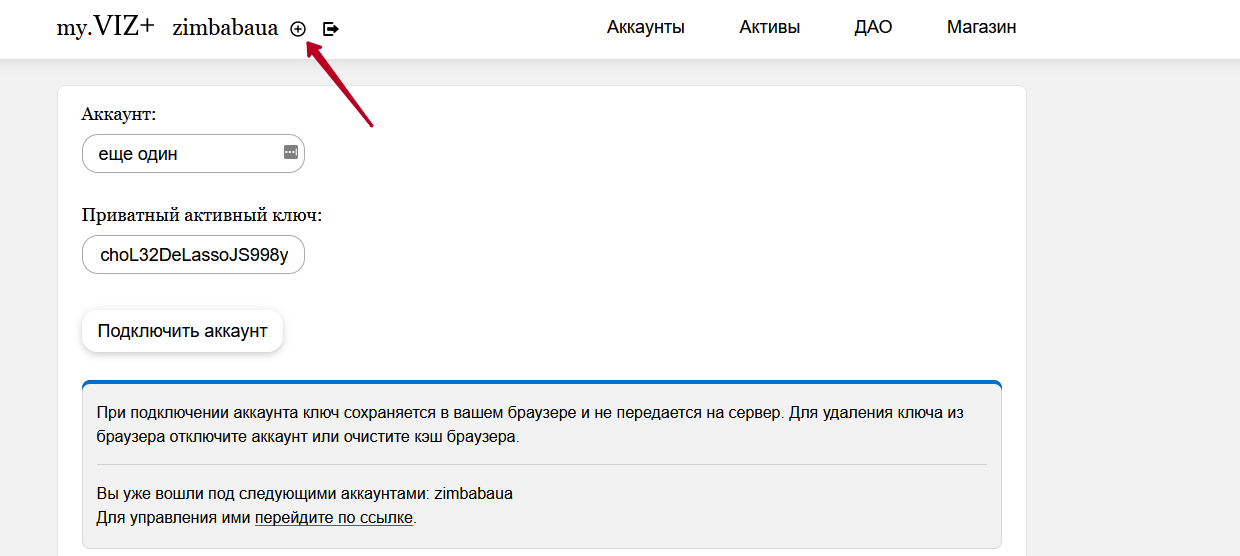 my.VIZ+ zimbabaua Аккаунты Активы ДАО Магазин
Аккаунт:
еще один
Приватный активный ключ:
choL32DeLassoJS998y
Подключить аккаунт
При подключении аккаунта ключ сохраняется в вашем браузере и не передается на сервер. Для удаления ключа из
браузера отключите аккаунт или очистите кэш браузера.
Вы уже вошли под следующими аккаунтами: zimbabaua
Для управления ими перейдите по ссылке.